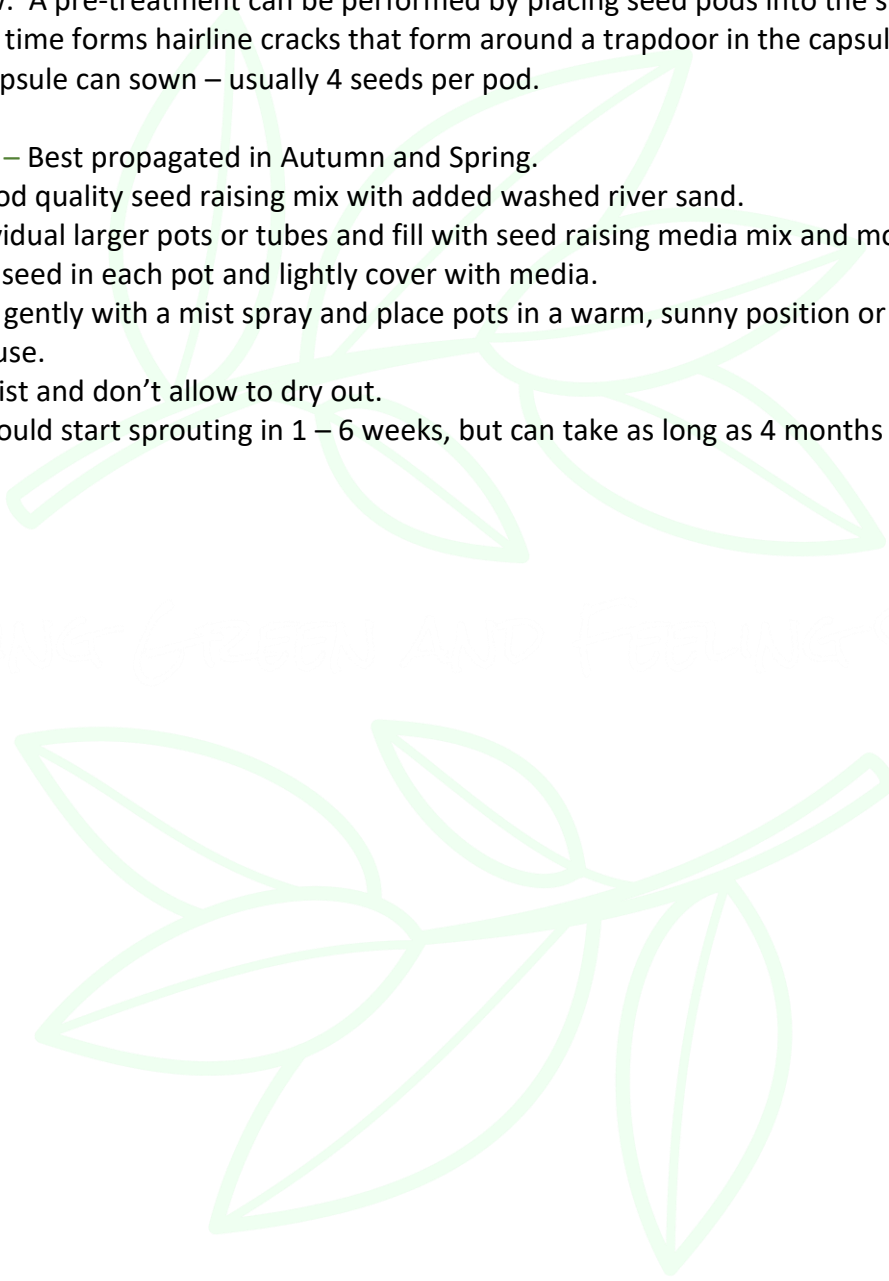 A pre-treatment can be performed by placing seed pods into the s
time forms hairline cracks that form around a trapdoor in the capsul
psule can sown – usually 4 seeds per pod.
– Best propagated in Autumn and Spring.
od quality seed raising mix with added washed river sand.
vidual larger pots or tubes and fill with seed raising media mix and mo
seed in each pot and lightly cover with media.
gently with a mist spray and place pots in a warm, sunny position or
use.
ist and don’t allow to dry out.
ould start sprouting in 1 – 6 weeks, but can take as long as 4 months